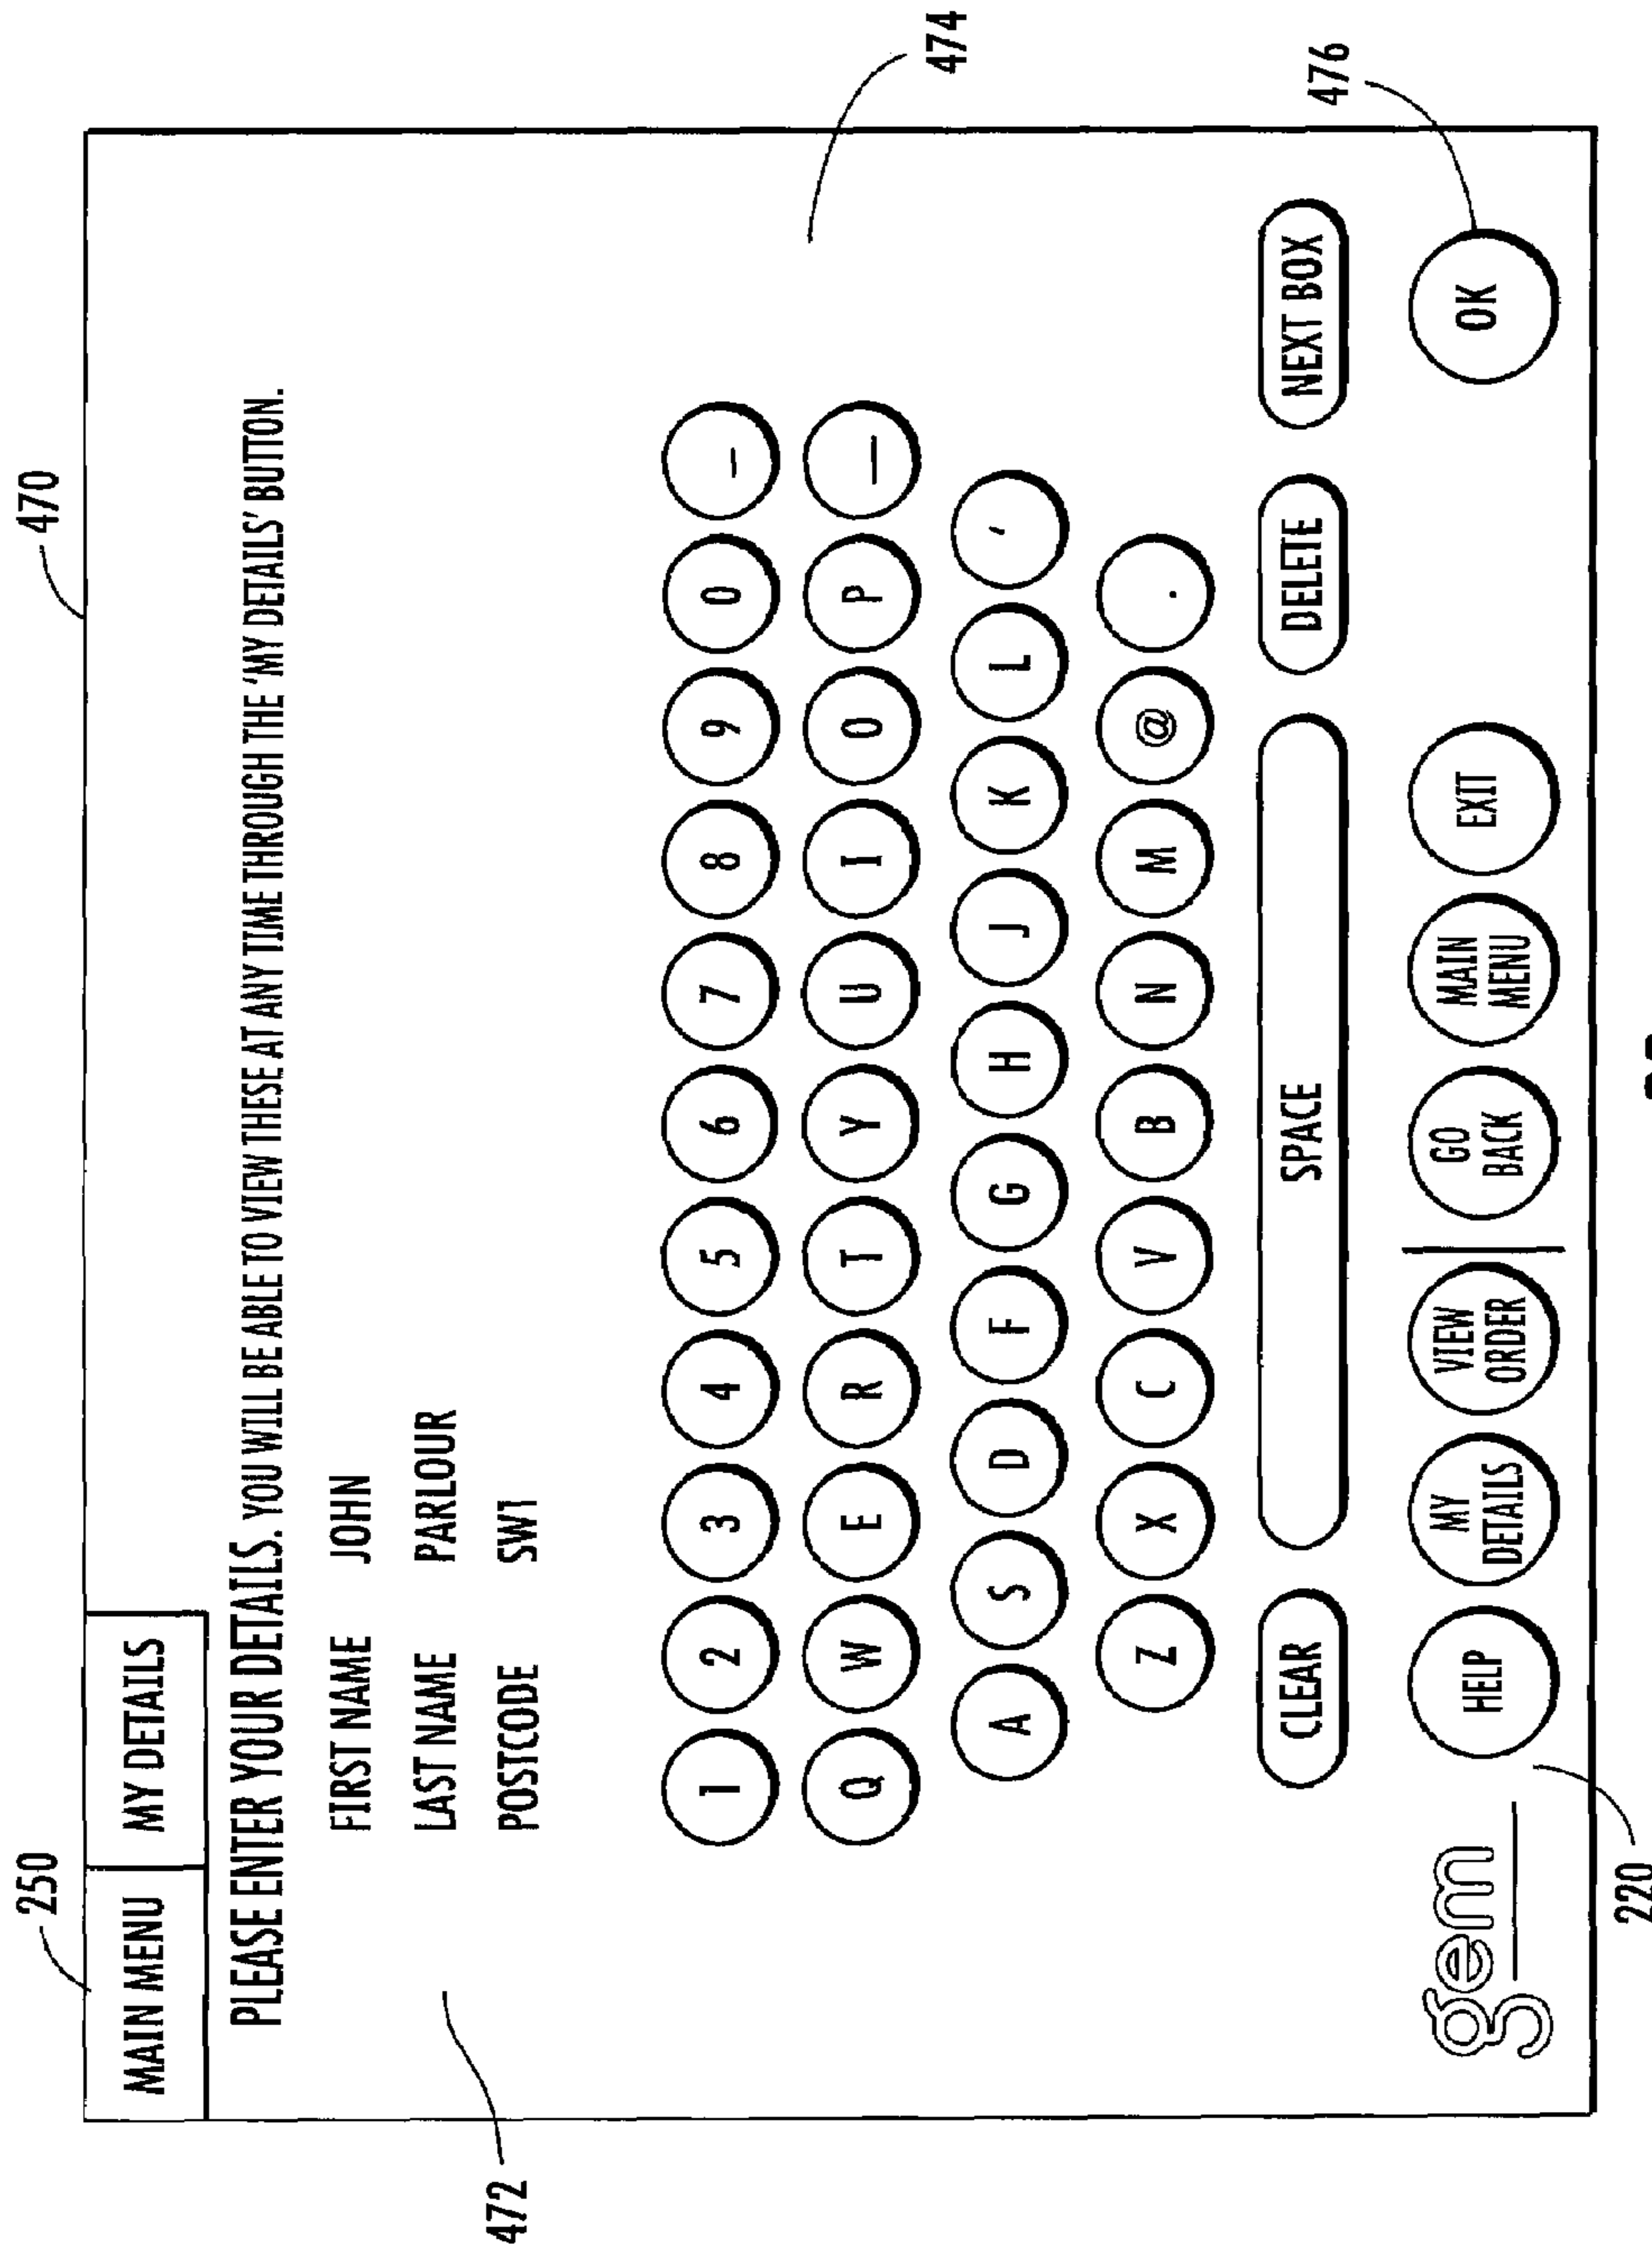 470
250
MAIN MENU MY DETAILS
PLEASE ENTER YOUR DETAILS. YOU WILL BE ABLE TO VIEW THESE AT ANY TIME THROUGH THE 'MY DETAILS' BUTTON.
FIRST NAME JOHN
LAST NAME PARLOUR
POSTCODE SW1
472
474
1 2 3 4 5 6 7 8 9 0 -
Q W E R T Y U I O P _
A S D F G H J K L '
Z X C V B N M @ .
CLEAR SPACE DELETE NEXT BOX
476
gem
HELP
MY
DETAILS
VIEW
ORDER
GO
BACK
MAIN
MENU
EXIT
OK
220